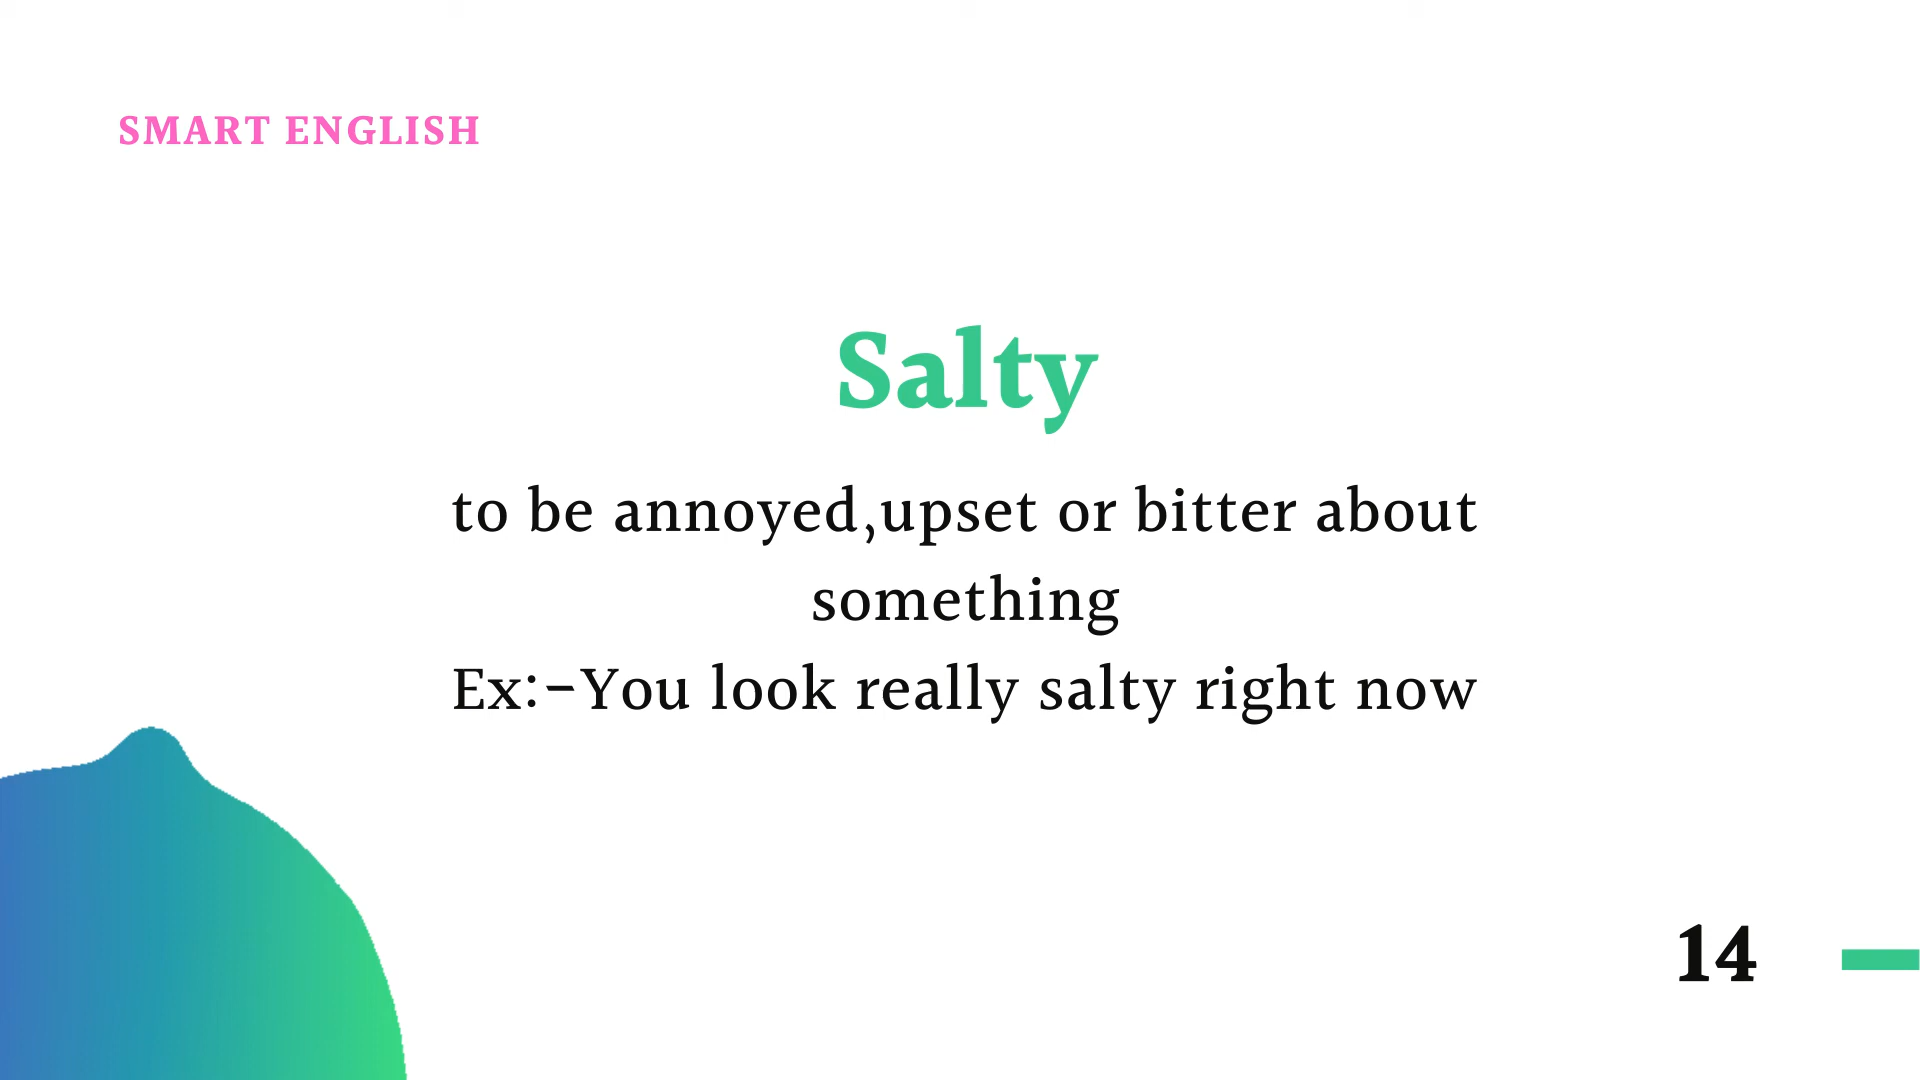 SMART ENGLISH
Salty
to be annoyed,upset or bitter about
something
Ex:-You look really salty right now
14